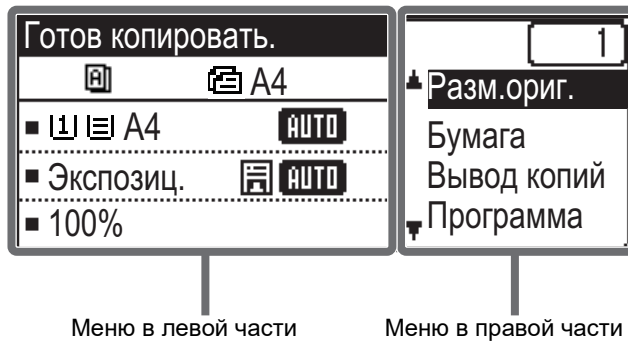 Готов копировать.
A A4
1 A4 AUTO
Экспозиц. AUTO
100%
1
Разм.ориг.
Бумага
Вывод копий
Программа
Меню в левой части
Меню в правой части